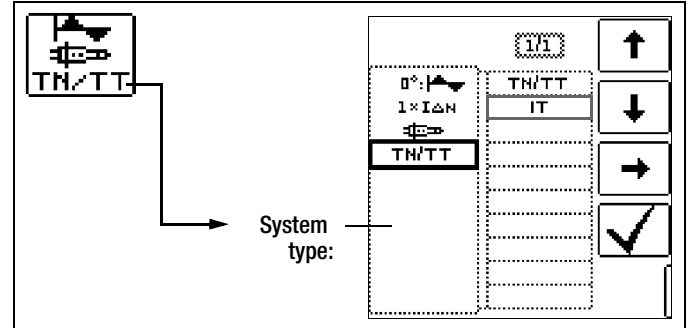 TN/TT
1/1
0°:
1×IΔN
TN/TT
TN/TT
IT
System
type: